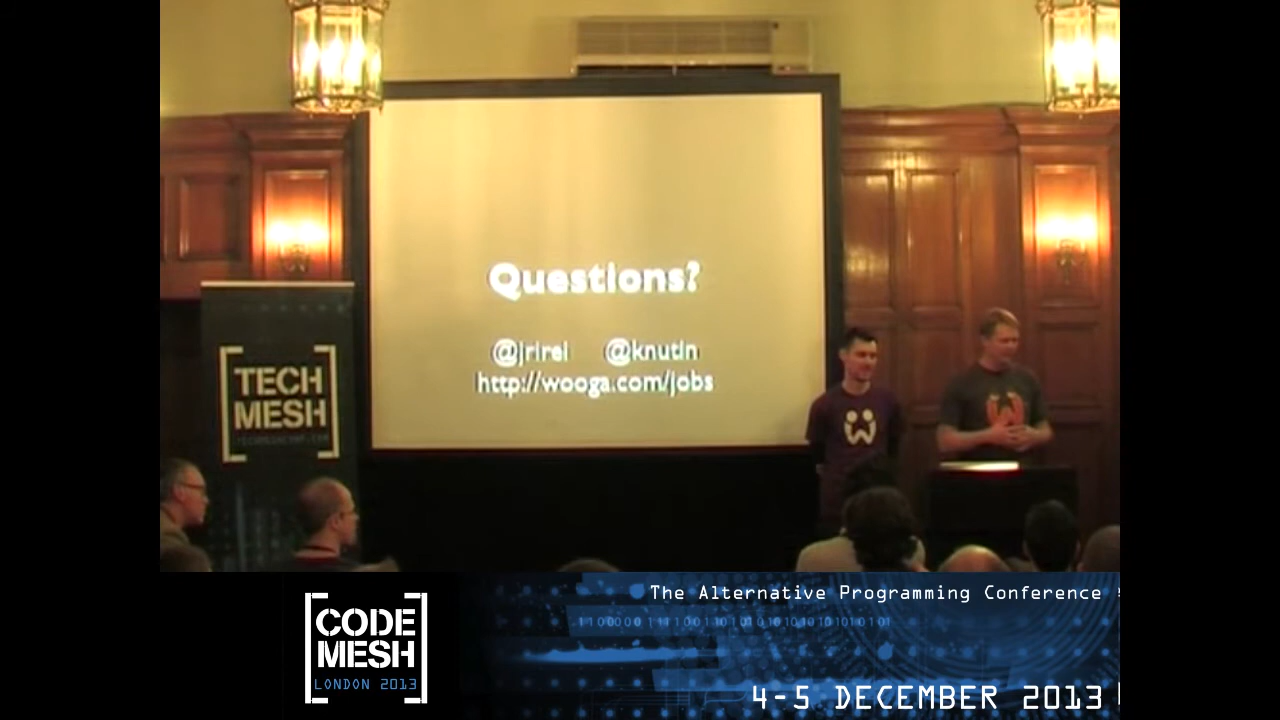 Questions?
@jrirei @knutin
http://wooga.com/jobs
TECH
MESH
CODE
MESH
LONDON 2013
The Alternative Programming Conference
4-5 DECEMBER 2013